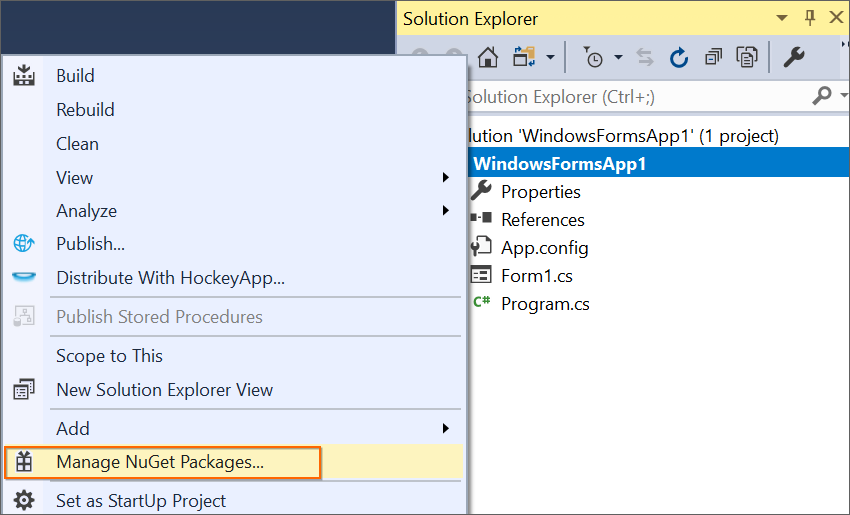 Solution Explorer
Solution Explorer (Ctrl+;)
lution 'WindowsFormsApp1' (1 project)
WindowsFormsApp1
Properties
References
App.config
Form1.cs
C# Program.cs
Build
Rebuild
Clean
View
Analyze
Publish...
Distribute With HockeyApp...
Publish Stored Procedures
Scope to This
New Solution Explorer View
Add
Manage NuGet Packages...
Set as StartUp Project